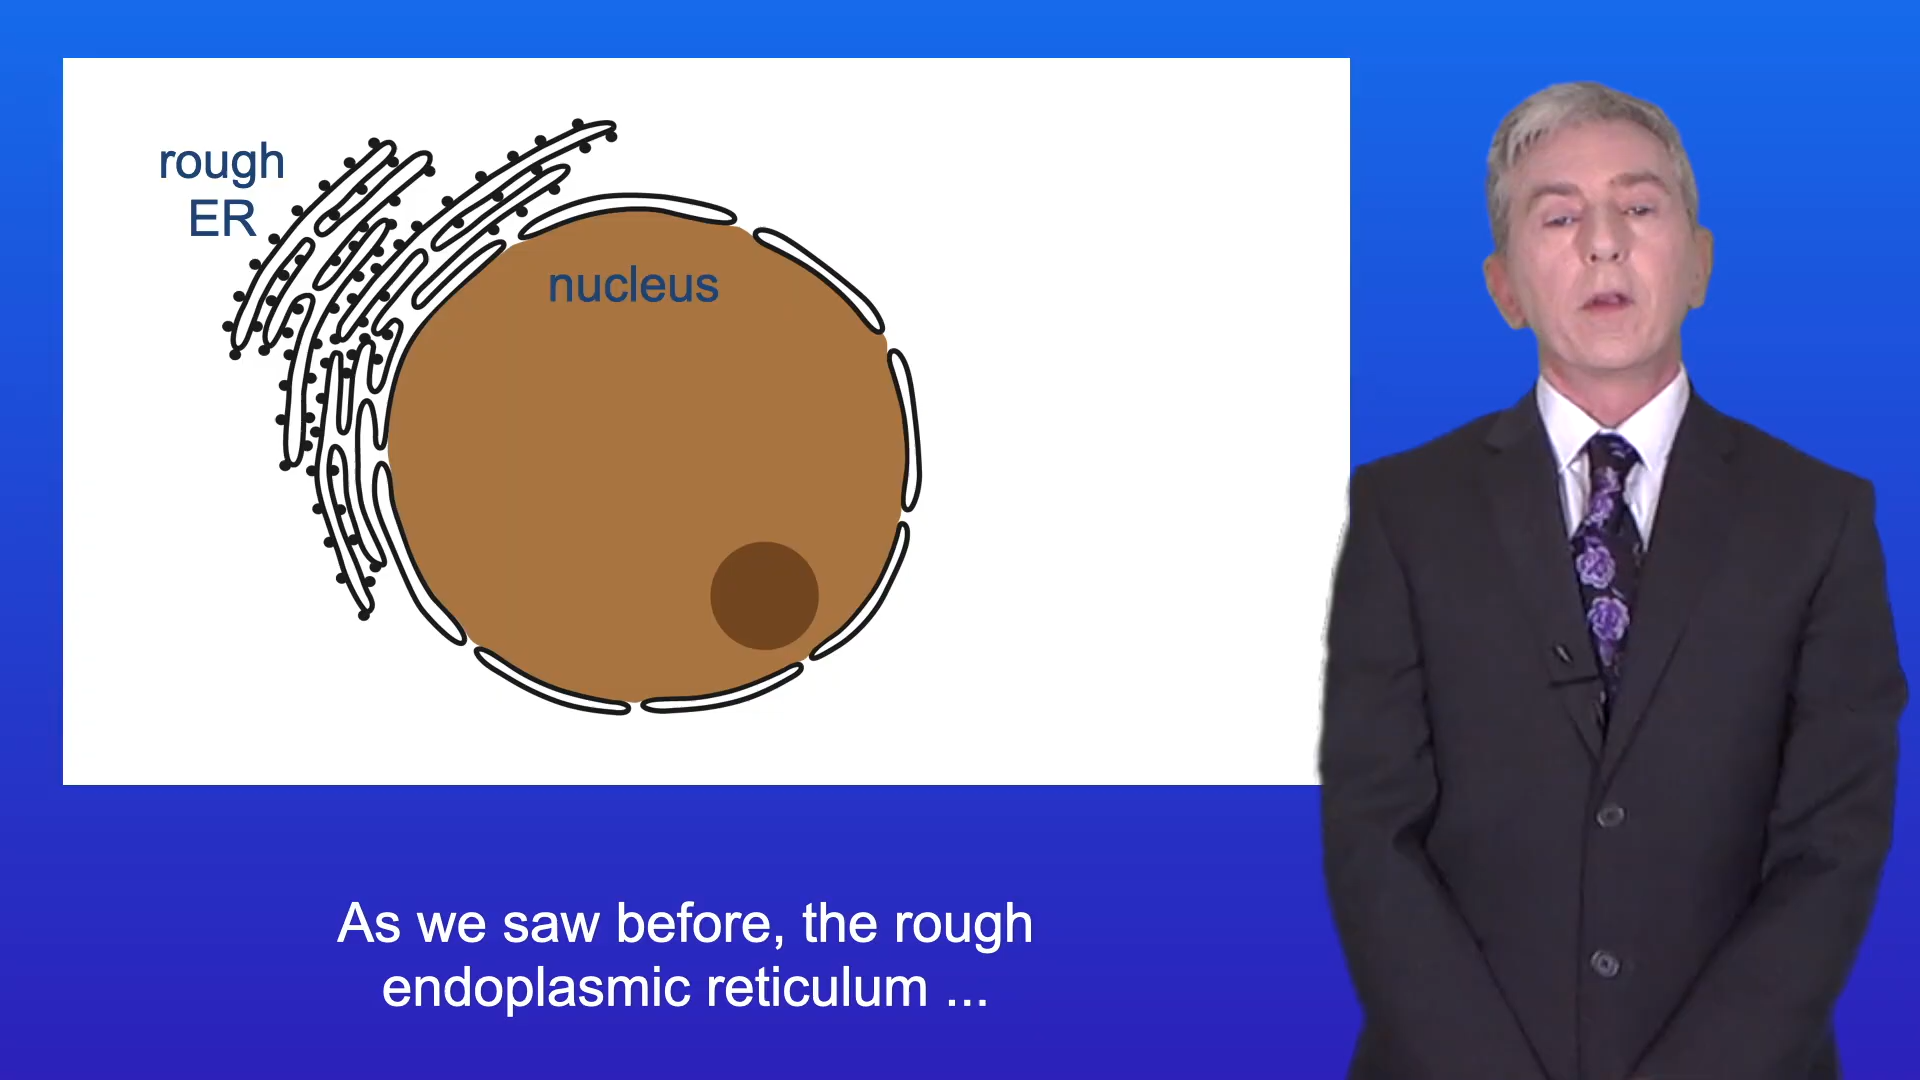 rough
ER
nucleus
As we saw before, the rough
endoplasmic reticulum ...